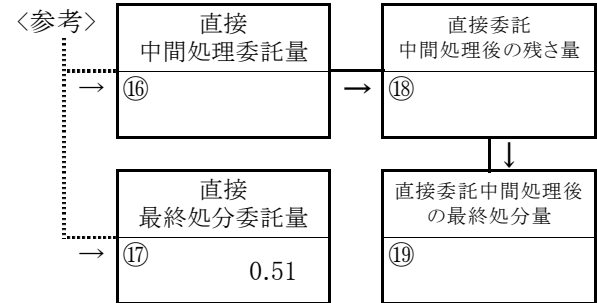 〈参考〉
直接
中間処理委託量
→
⑯
直接委託
中間処理後の残さ量
→
⑱
↓
直接
最終処分委託量
→
⑰
0.51
直接委託中間処理後
の最終処分量
⑲